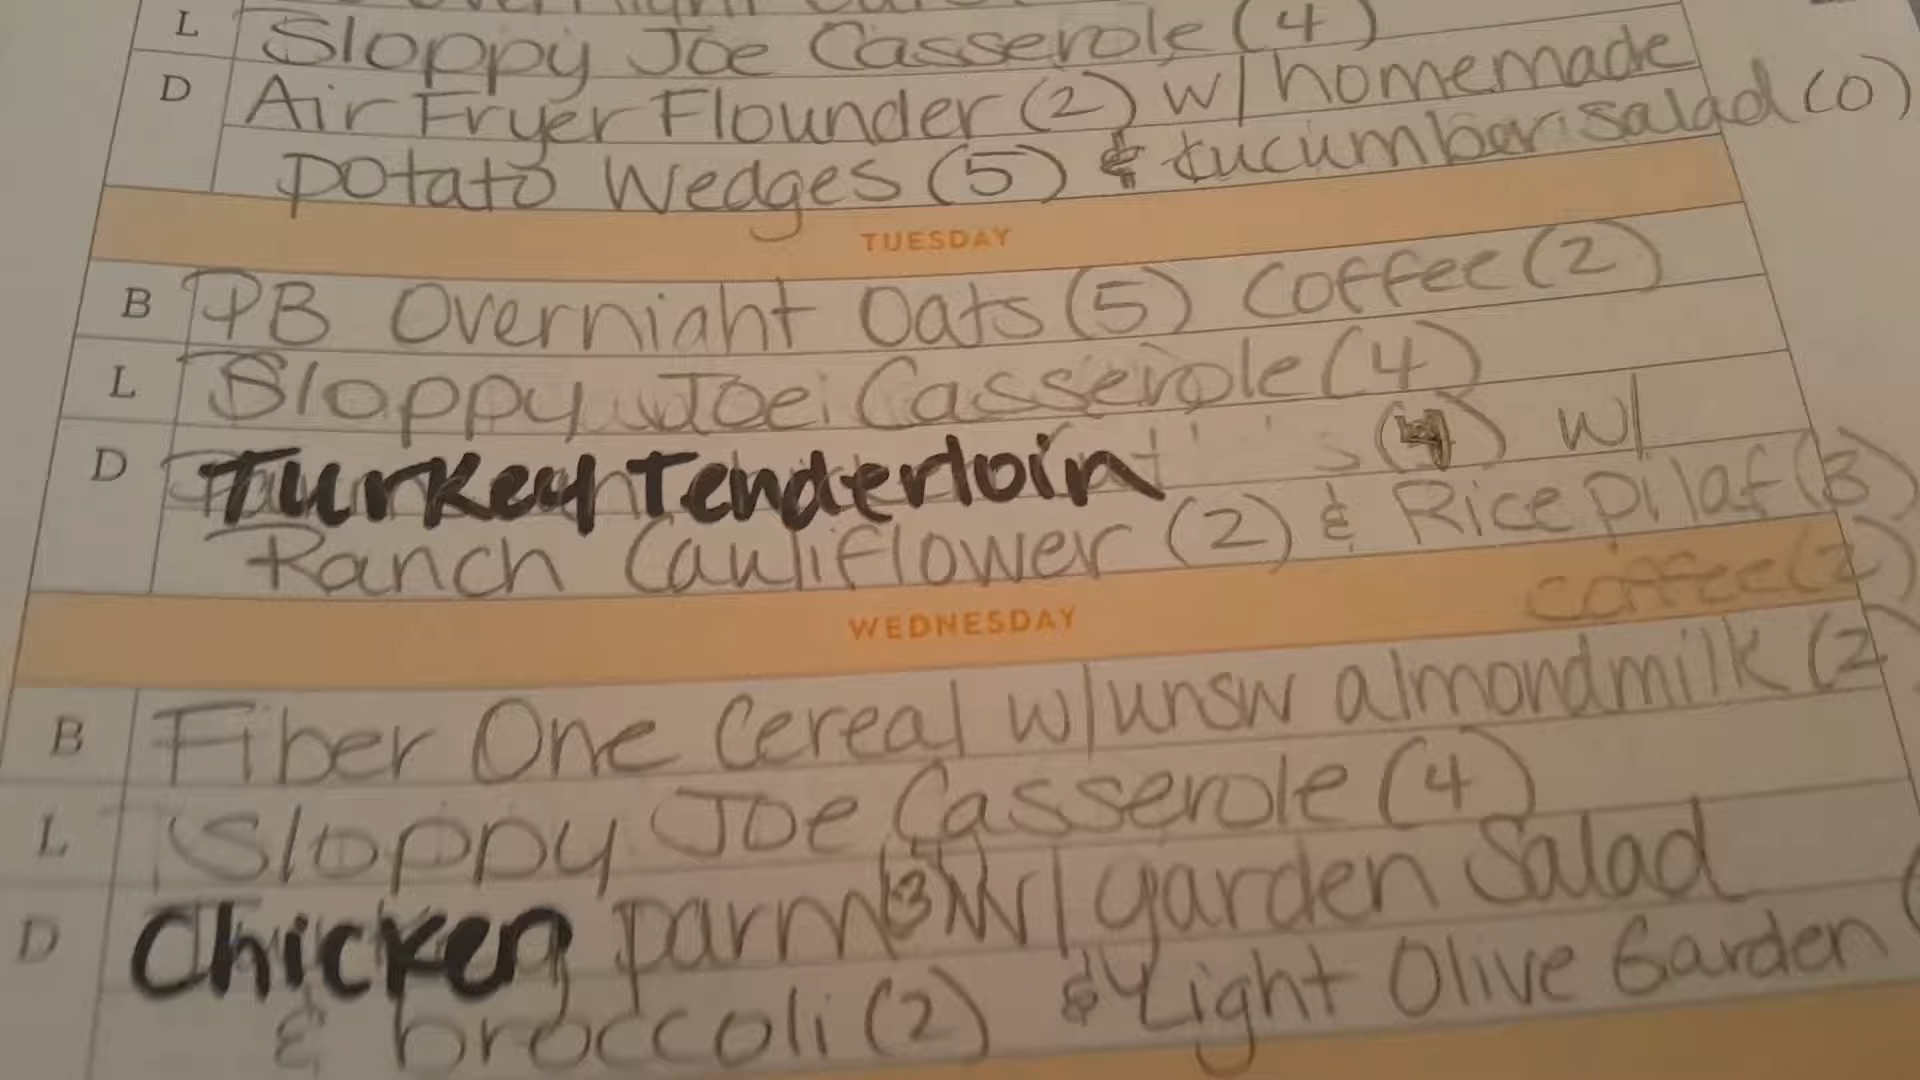 L Sloppy Joe Casserole (4)
D Air Fryer Flounder (2) w/ homemade
potato Wedges (5) & cucumber salad (0)
TUESDAY
B PB Overnight Oats (5) Coffee (2)
L Sloppy Joe Casserole (4)
D Turkey Tenderloin (4) w/
Ranch Cauliflower (2) & Rice pilaf (3)
coffee (2)
WEDNESDAY
B Fiber One Cereal w/unsw almondmilk (2
L Sloppy Joe Casserole (4)
D Chicken parm (3) w/ garden Salad
& broccoli (2) & Light Olive Garden